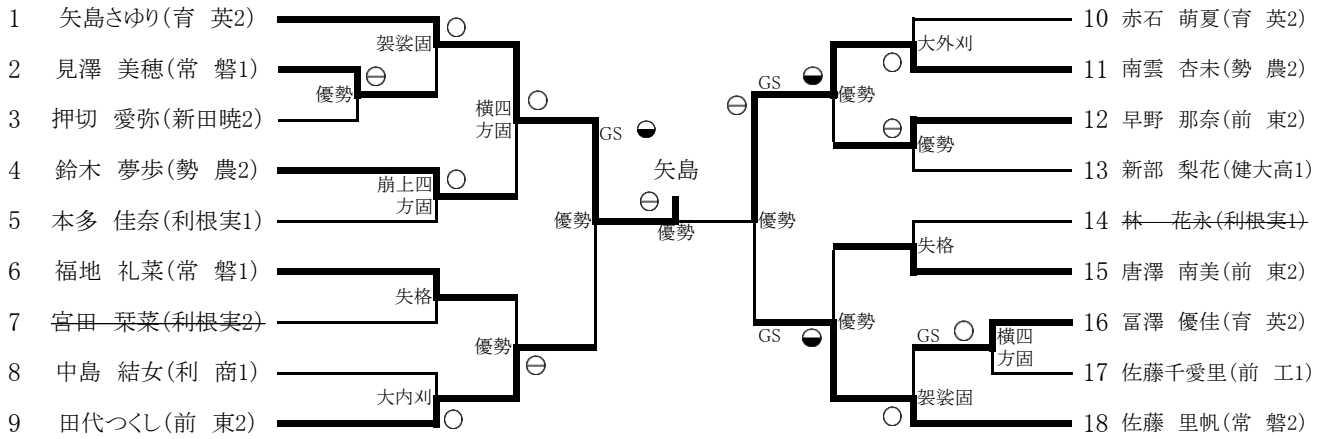 1 矢島さゆり(育 英2)
2 見澤 美穂(常 磐1)
3 押切 愛弥(新田暁2)
4 鈴木 夢歩(勢 農2)
5 本多 佳奈(利根実1)
6 福地 礼菜(常 磐1)
7 宮田 栞菜(利根実2)
8 中島 結女(利 商1)
9 田代つくし(前 東2)
袈裟固
優勢
崩上四
方固
失格
大内刈
横四
方固
優勢
GS
優勢
矢島
優勢
GS
優勢
優勢
GS
優勢
大外刈
優勢
失格
GS
袈裟固
横四
方固
10 赤石 萌夏(育 英2)
11 南雲 杏未(勢 農2)
12 早野 那奈(前 東2)
13 新部 梨花(健大高1)
14 林 花永(利根実1)
15 唐澤 南美(前 東2)
16 冨澤 優佳(育 英2)
17 佐藤千愛里(前 工1)
18 佐藤 里帆(常 磐2)